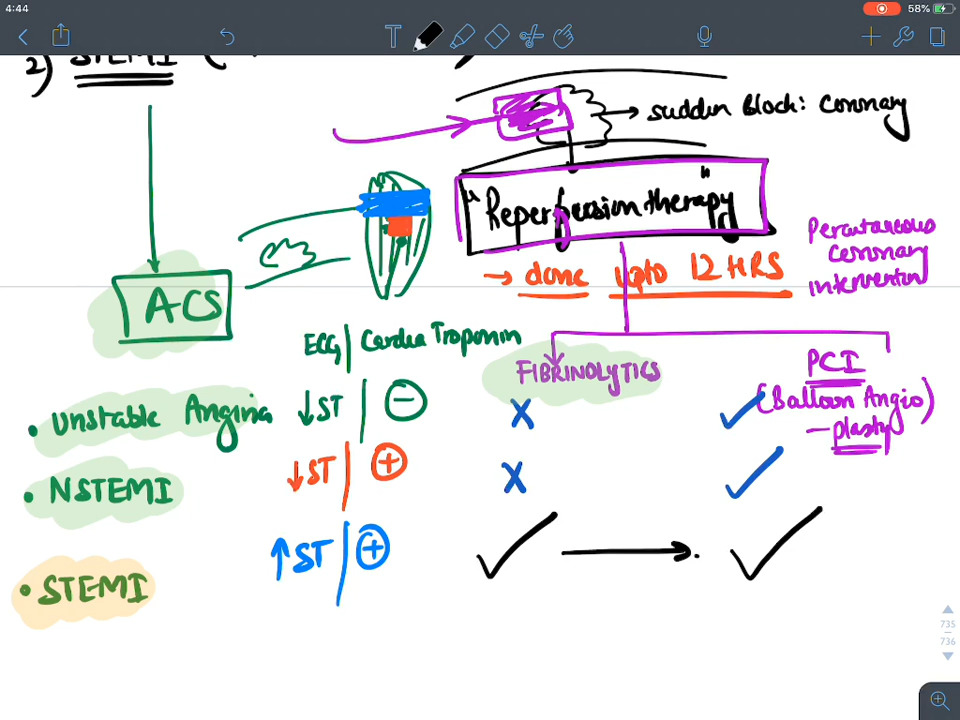 4:44
58%
T
2) STEMI (
→ sudden Block: Coronary
"Reperfusion therapy"
→ done upto 12 HRS
Percutaneous
Coronary
intervention
ACS
ECG | Cardiac Troponin
FIBRINOLYTICS
PCI
(Balloon Angio)
- plasty
• Unstable Angina ↓ST | ⊖ X ✓
• NSTEMI ↓ST | ⊕ X ✓
• STEMI ↑ST | ⊕ ✓ → ✓
735
736